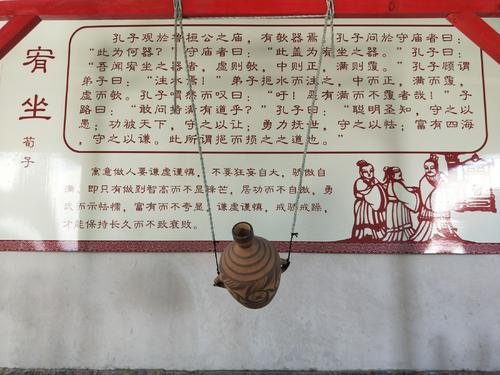 宥坐
荀子
孔子观於鲁桓公之庙，有欹器焉，孔子问於守庙者曰：
“此为何器？”守庙者曰：“此盖为宥坐之器。”孔子曰：
“吾闻宥坐之器者，虚则欹，中则正，满则覆。”孔子顾谓
弟子曰：“注水焉！”弟子挹水而注之，中而正，满而覆，
虚而欹。孔子喟然而叹曰：“吁！恶有满而不覆者哉！”子
路曰：“敢问持满有道乎？”孔子曰：“聪明圣知，守之以
愚；功被天下，守之以让；勇力抚世，守之以怯；富有四海
，守之以谦。此所谓挹而损之之道也。”
寓意做人要谦虚谨慎，不要狂妄自大，骄傲自
满，即只有做到智高而不显锋芒，居功而不自傲，勇
武而示怯懦，富有而不夸显，谦虚谨慎，戒骄戒躁，
才能保持长久而不致衰败。